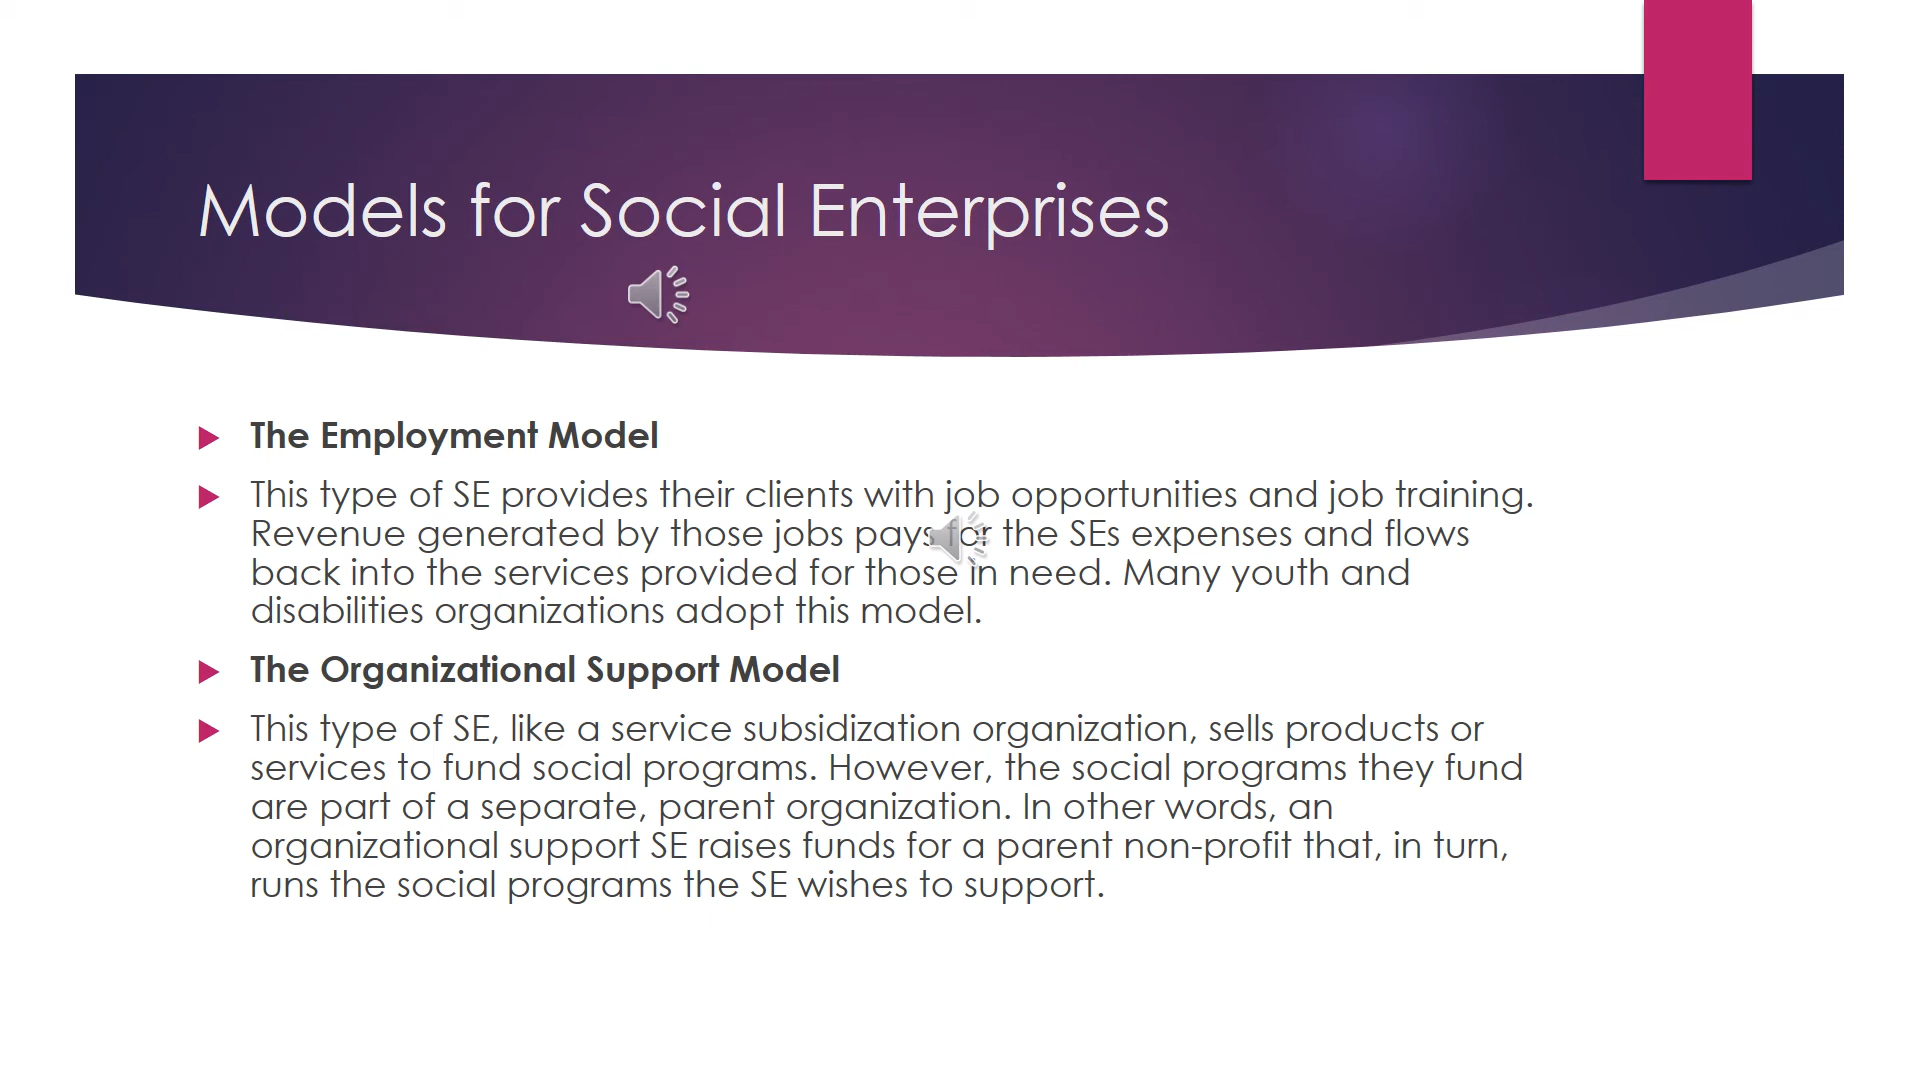 Models for Social Enterprises
The Employment Model
This type of SE provides their clients with job opportunities and job training.
Revenue generated by those jobs pays for the SEs expenses and flows
back into the services provided for those in need. Many youth and
disabilities organizations adopt this model.
The Organizational Support Model
This type of SE, like a service subsidization organization, sells products or
services to fund social programs. However, the social programs they fund
are part of a separate, parent organization. In other words, an
organizational support SE raises funds for a parent non-profit that, in turn,
runs the social programs the SE wishes to support.